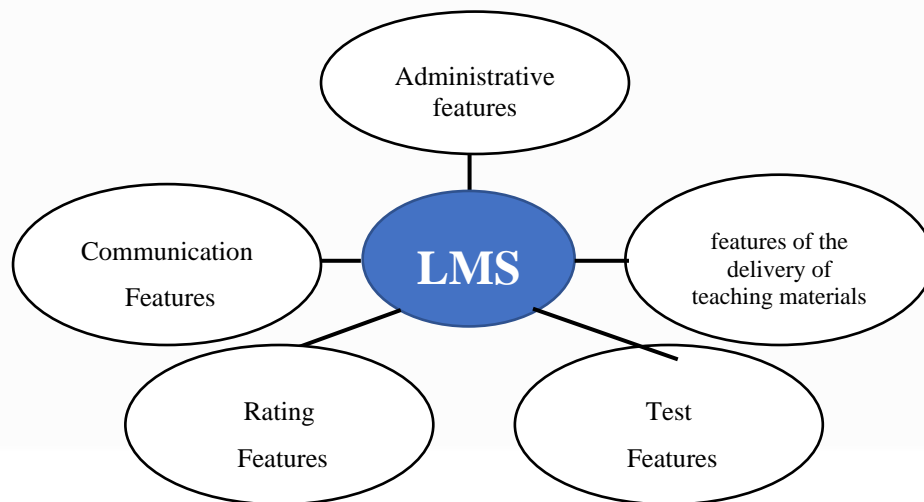 Administrative
features
Communication
Features
LMS
features of the
delivery of
teaching materials
Rating
Features
Test
Features